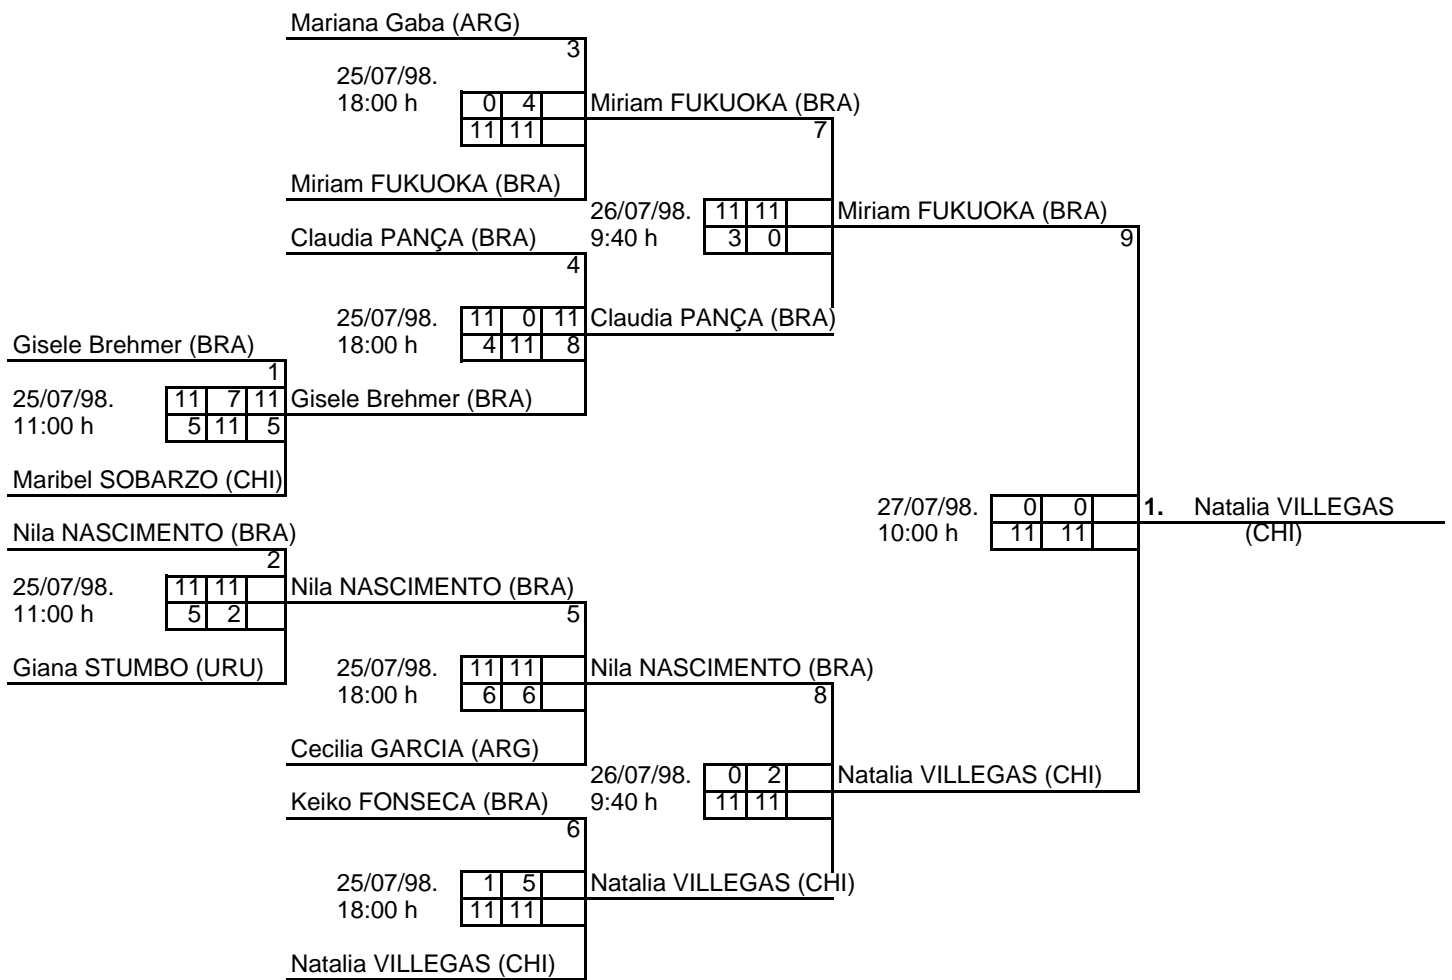 Mariana Gaba (ARG)
3
25/07/98.
18:00 h
0 4
11 11
Miriam FUKUOKA (BRA)
7
Miriam FUKUOKA (BRA)
26/07/98.
9:40 h
11 11
3 0
Miriam FUKUOKA (BRA)
9
Claudia PANÇA (BRA)
4
25/07/98.
18:00 h
11 0 11
4 11 8
Claudia PANÇA (BRA)
Gisele Brehmer (BRA)
1
25/07/98.
11:00 h
11 7 11
5 11 5
Gisele Brehmer (BRA)
Maribel SOBARZO (CHI)
27/07/98.
10:00 h
0 0
11 11
1. Natalia VILLEGAS
(CHI)
Nila NASCIMENTO (BRA)
2
25/07/98.
11:00 h
11 11
5 2
Nila NASCIMENTO (BRA)
5
Giana STUMBO (URU)
25/07/98.
18:00 h
11 11
6 6
Nila NASCIMENTO (BRA)
8
Cecilia GARCIA (ARG)
26/07/98.
9:40 h
0 2
11 11
Natalia VILLEGAS (CHI)
Keiko FONSECA (BRA)
6
25/07/98.
18:00 h
1 5
11 11
Natalia VILLEGAS (CHI)
Natalia VILLEGAS (CHI)